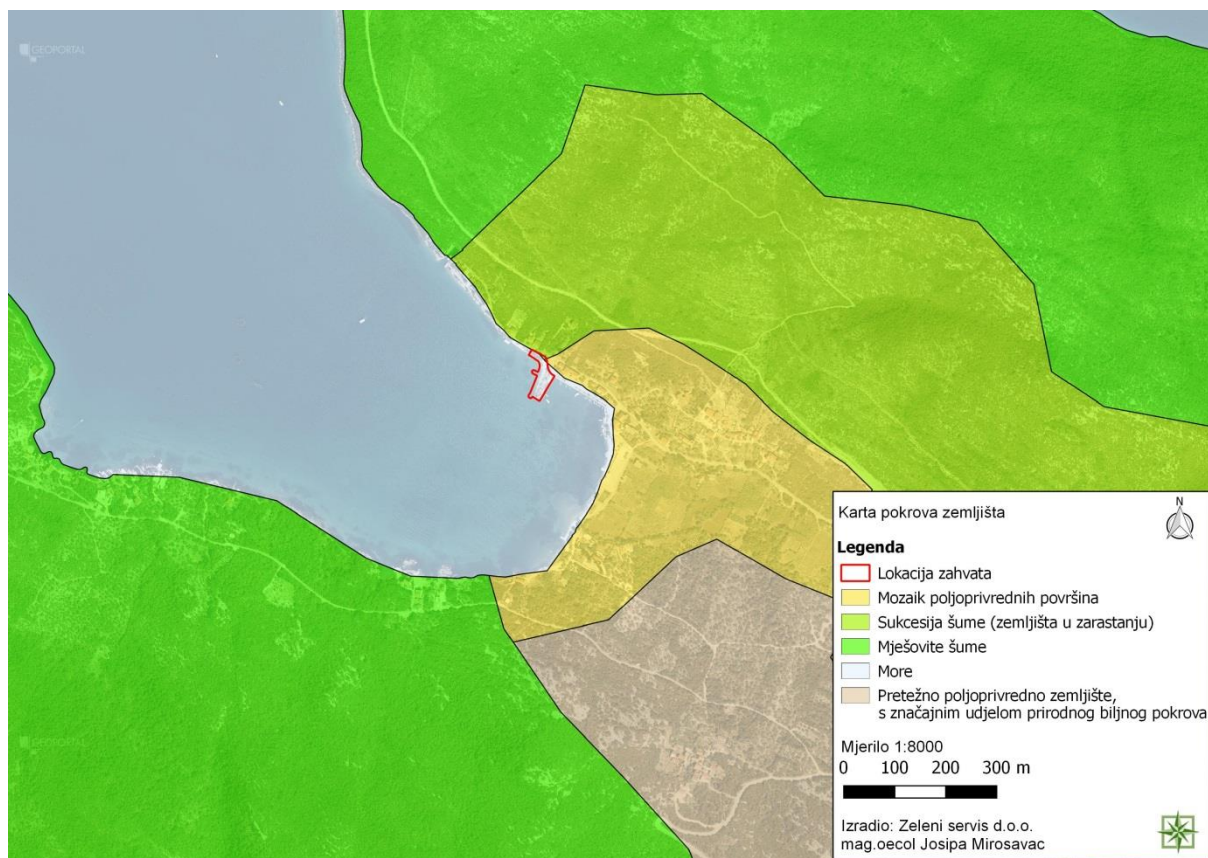 GEOPORTAL
GEOPORTAL
Karta pokrova zemljišta
N
Legenda
Lokacija zahvata
Mozaik poljoprivrednih površina
Sukcesija šume (zemljišta u zarastanju)
Mješovite šume
More
Pretežno poljoprivredno zemljište,
s značajnim udjelom prirodnog biljnog pokrova
Mjerilo 1:8000
0 100 200 300 m
Izradio: Zeleni servis d.o.o.
mag.oecol Josipa Mirosavac